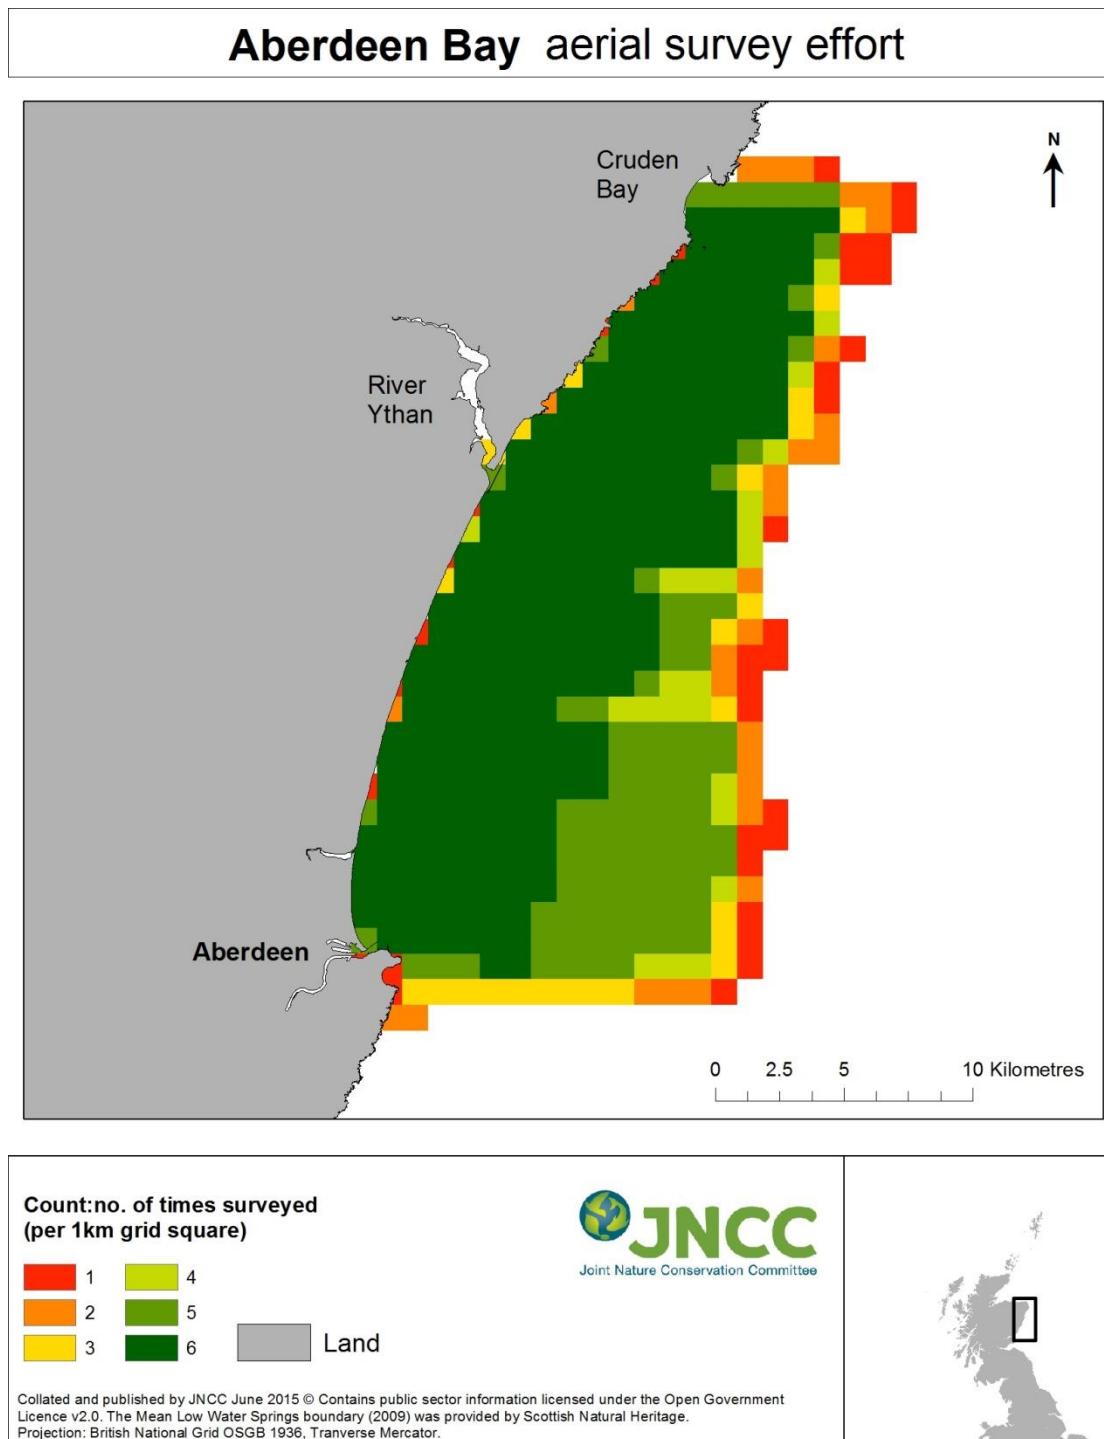 Aberdeen Bay aerial survey effort
Cruden
Bay
N
River
Ythan
Aberdeen
0 2.5 5 10 Kilometres
Count:no. of times surveyed
(per 1km grid square)
1 4
2 5
3 6
Land
JNCC
Joint Nature Conservation Committee
Collated and published by JNCC June 2015 © Contains public sector information licensed under the Open Government
Licence v2.0. The Mean Low Water Springs boundary (2009) was provided by Scottish Natural Heritage.
Projection: British National Grid OSGB 1936, Tranverse Mercator.